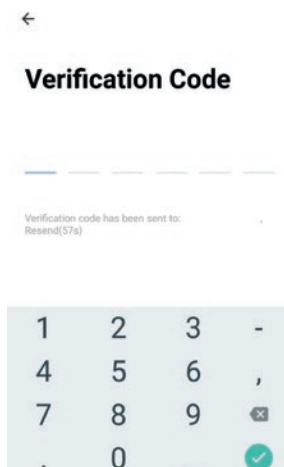 Verification Code
Verification code has been sent to:
Resend(57s)
1 2 3 -
4 5 6 ,
7 8 9
. 0